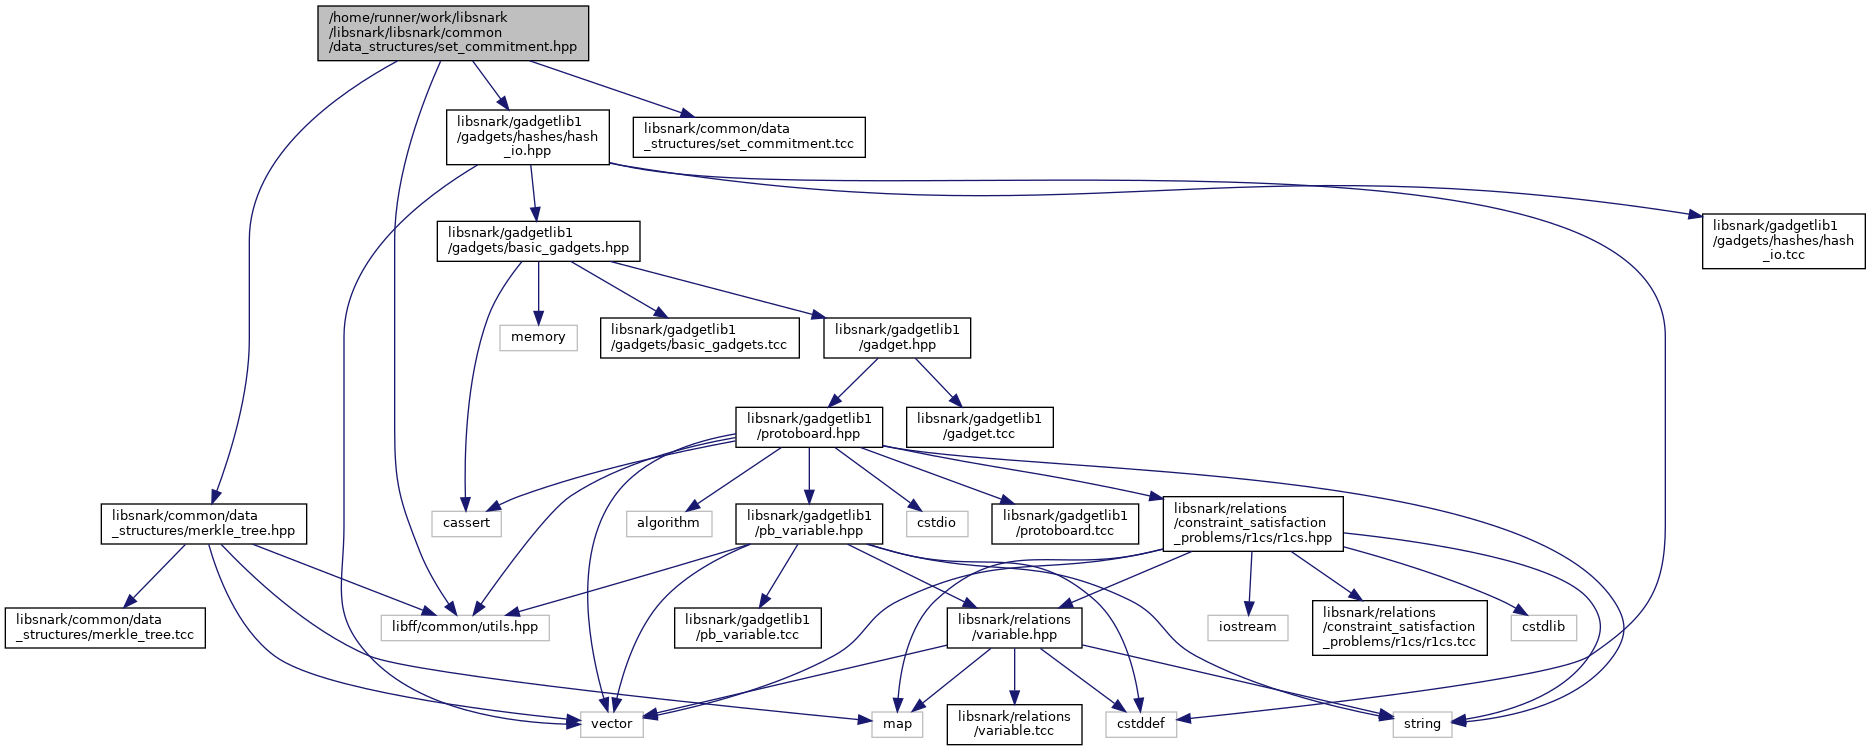 /home/runner/work/libsnark
/libsnark/libsnark/common
/data_structures/set_commitment.hpp
libsnark/gadgetlib1
/gadgets/hashes/hash
_io.hpp
libsnark/common/data
_structures/set_commitment.tcc
libsnark/gadgetlib1
/gadgets/basic_gadgets.hpp
libsnark/gadgetlib1
/gadgets/hashes/hash
_io.tcc
memory
libsnark/gadgetlib1
/gadgets/basic_gadgets.tcc
libsnark/gadgetlib1
/gadget.hpp
libsnark/gadgetlib1
/protoboard.hpp
libsnark/gadgetlib1
/gadget.tcc
libsnark/common/data
_structures/merkle_tree.hpp
cassert
algorithm
libsnark/gadgetlib1
/pb_variable.hpp
cstdio
libsnark/gadgetlib1
/protoboard.tcc
libsnark/relations
/constraint_satisfaction
_problems/r1cs/r1cs.hpp
libsnark/common/data
_structures/merkle_tree.tcc
libff/common/utils.hpp
libsnark/gadgetlib1
/pb_variable.tcc
libsnark/relations
/variable.hpp
iostream
libsnark/relations
/constraint_satisfaction
_problems/r1cs/r1cs.tcc
cstdlib
vector
map
libsnark/relations
/variable.tcc
cstddef
string